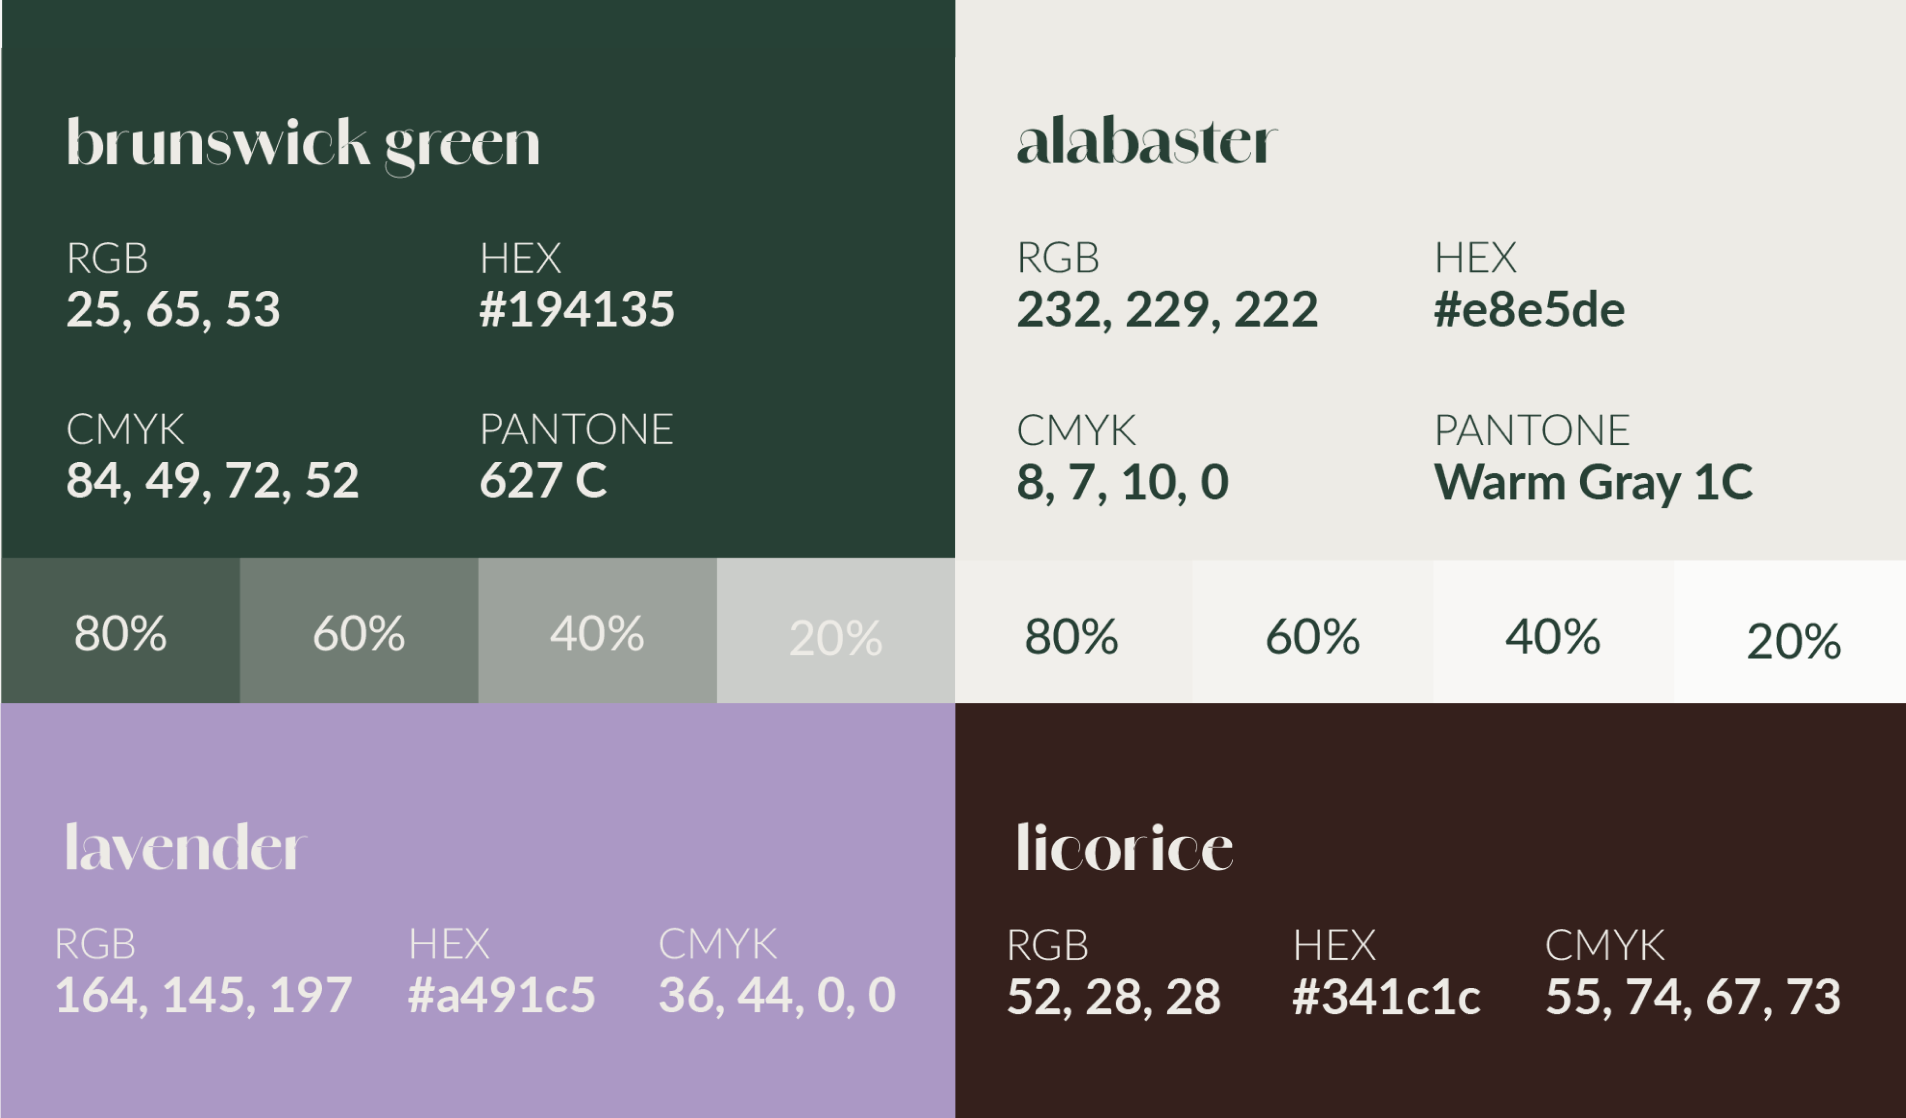 brunswick green
RGB
25, 65, 53
HEX
#194135
CMYK
84, 49, 72, 52
PANTONE
627 C
80%
60%
40%
20%
alabaster
RGB
232, 229, 222
HEX
#e8e5de
CMYK
8, 7, 10, 0
PANTONE
Warm Gray 1C
80%
60%
40%
20%
lavender
RGB
164, 145, 197
HEX
#a491c5
CMYK
36, 44, 0, 0
licorice
RGB
52, 28, 28
HEX
#341c1c
CMYK
55, 74, 67, 73